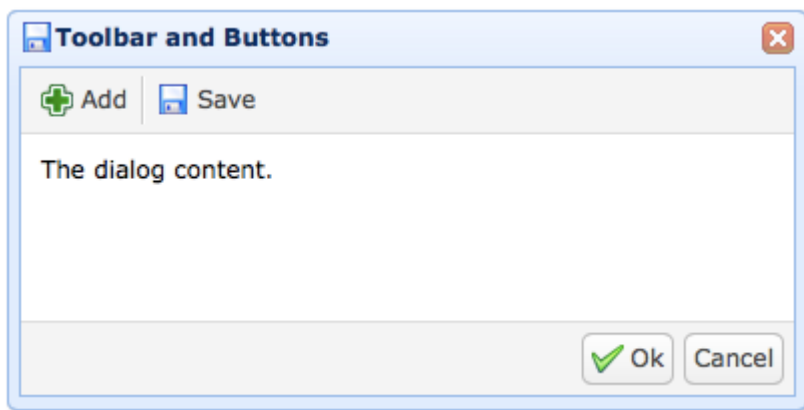 Toolbar and Buttons
Add Save
The dialog content.
Ok Cancel